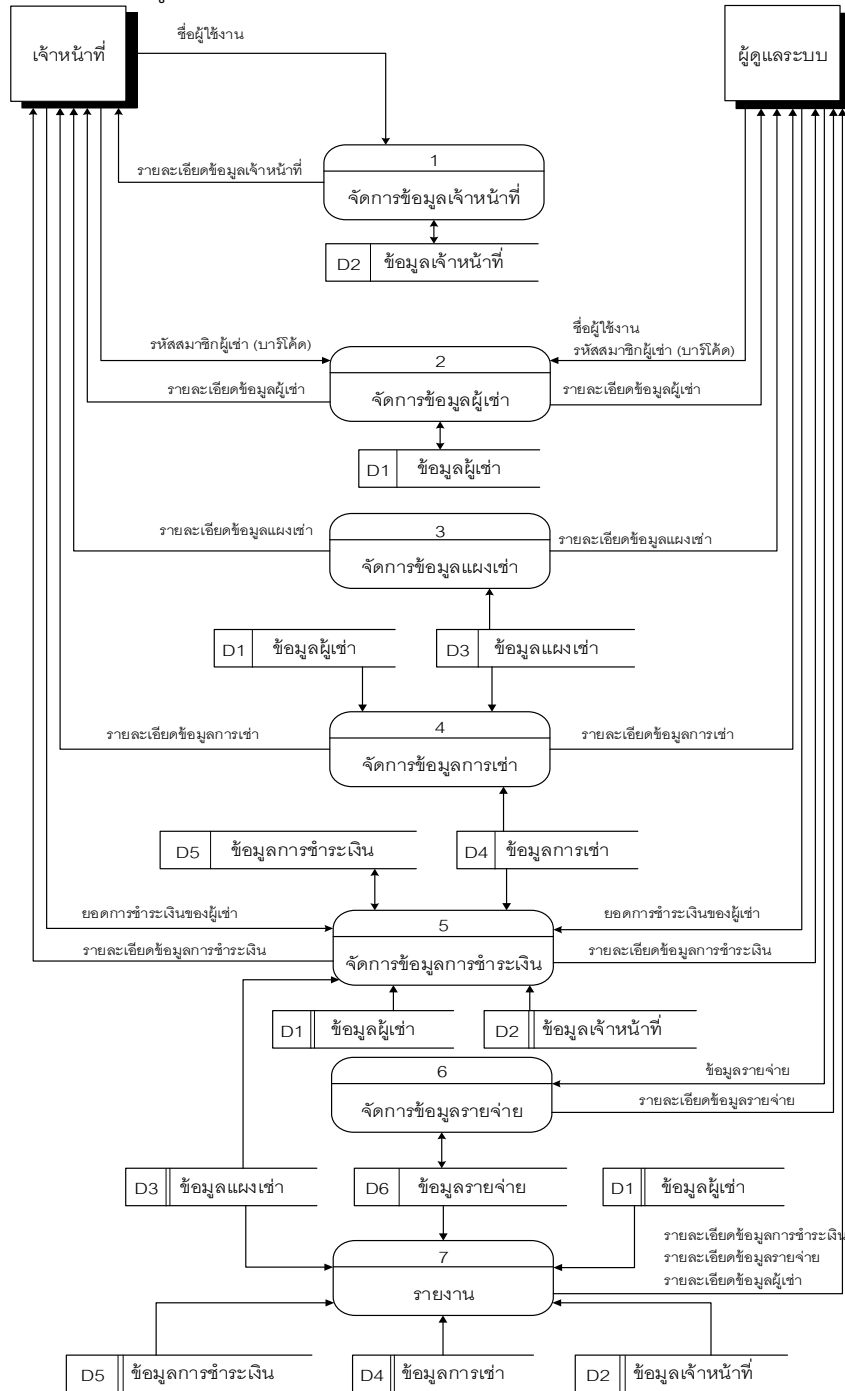 เจ้าหน้าที่
ชื่อผู้ใช้งาน
ผู้ดูแลระบบ
1
จัดการข้อมูลเจ้าหน้าที่
รายละเอียดข้อมูลเจ้าหน้าที่
D2 ข้อมูลเจ้าหน้าที่
ชื่อผู้ใช้งาน
รหัสสมาชิกผู้เช่า (บาร์โค้ด)
รหัสสมาชิกผู้เช่า (บาร์โค้ด)
2
จัดการข้อมูลผู้เช่า
รายละเอียดข้อมูลผู้เช่า
รายละเอียดข้อมูลผู้เช่า
D1 ข้อมูลผู้เช่า
รายละเอียดข้อมูลแผงเช่า
3
จัดการข้อมูลแผงเช่า
รายละเอียดข้อมูลแผงเช่า
D1 ข้อมูลผู้เช่า
D3 ข้อมูลแผงเช่า
รายละเอียดข้อมูลการเช่า
4
จัดการข้อมูลการเช่า
รายละเอียดข้อมูลการเช่า
D5 ข้อมูลการชำระเงิน
D4 ข้อมูลการเช่า
ยอดการชำระเงินของผู้เช่า
ยอดการชำระเงินของผู้เช่า
5
จัดการข้อมูลการชำระเงิน
รายละเอียดข้อมูลการชำระเงิน
รายละเอียดข้อมูลการชำระเงิน
D1 ข้อมูลผู้เช่า
D2 ข้อมูลเจ้าหน้าที่
6
จัดการข้อมูลรายจ่าย
ข้อมูลรายจ่าย
รายละเอียดข้อมูลรายจ่าย
D3 ข้อมูลแผงเช่า
D6 ข้อมูลรายจ่าย
D1 ข้อมูลผู้เช่า
รายละเอียดข้อมูลการชำระเงิน
รายละเอียดข้อมูลรายจ่าย
รายละเอียดข้อมูลผู้เช่า
7
รายงาน
D5 ข้อมูลการชำระเงิน
D4 ข้อมูลการเช่า
D2 ข้อมูลเจ้าหน้าที่